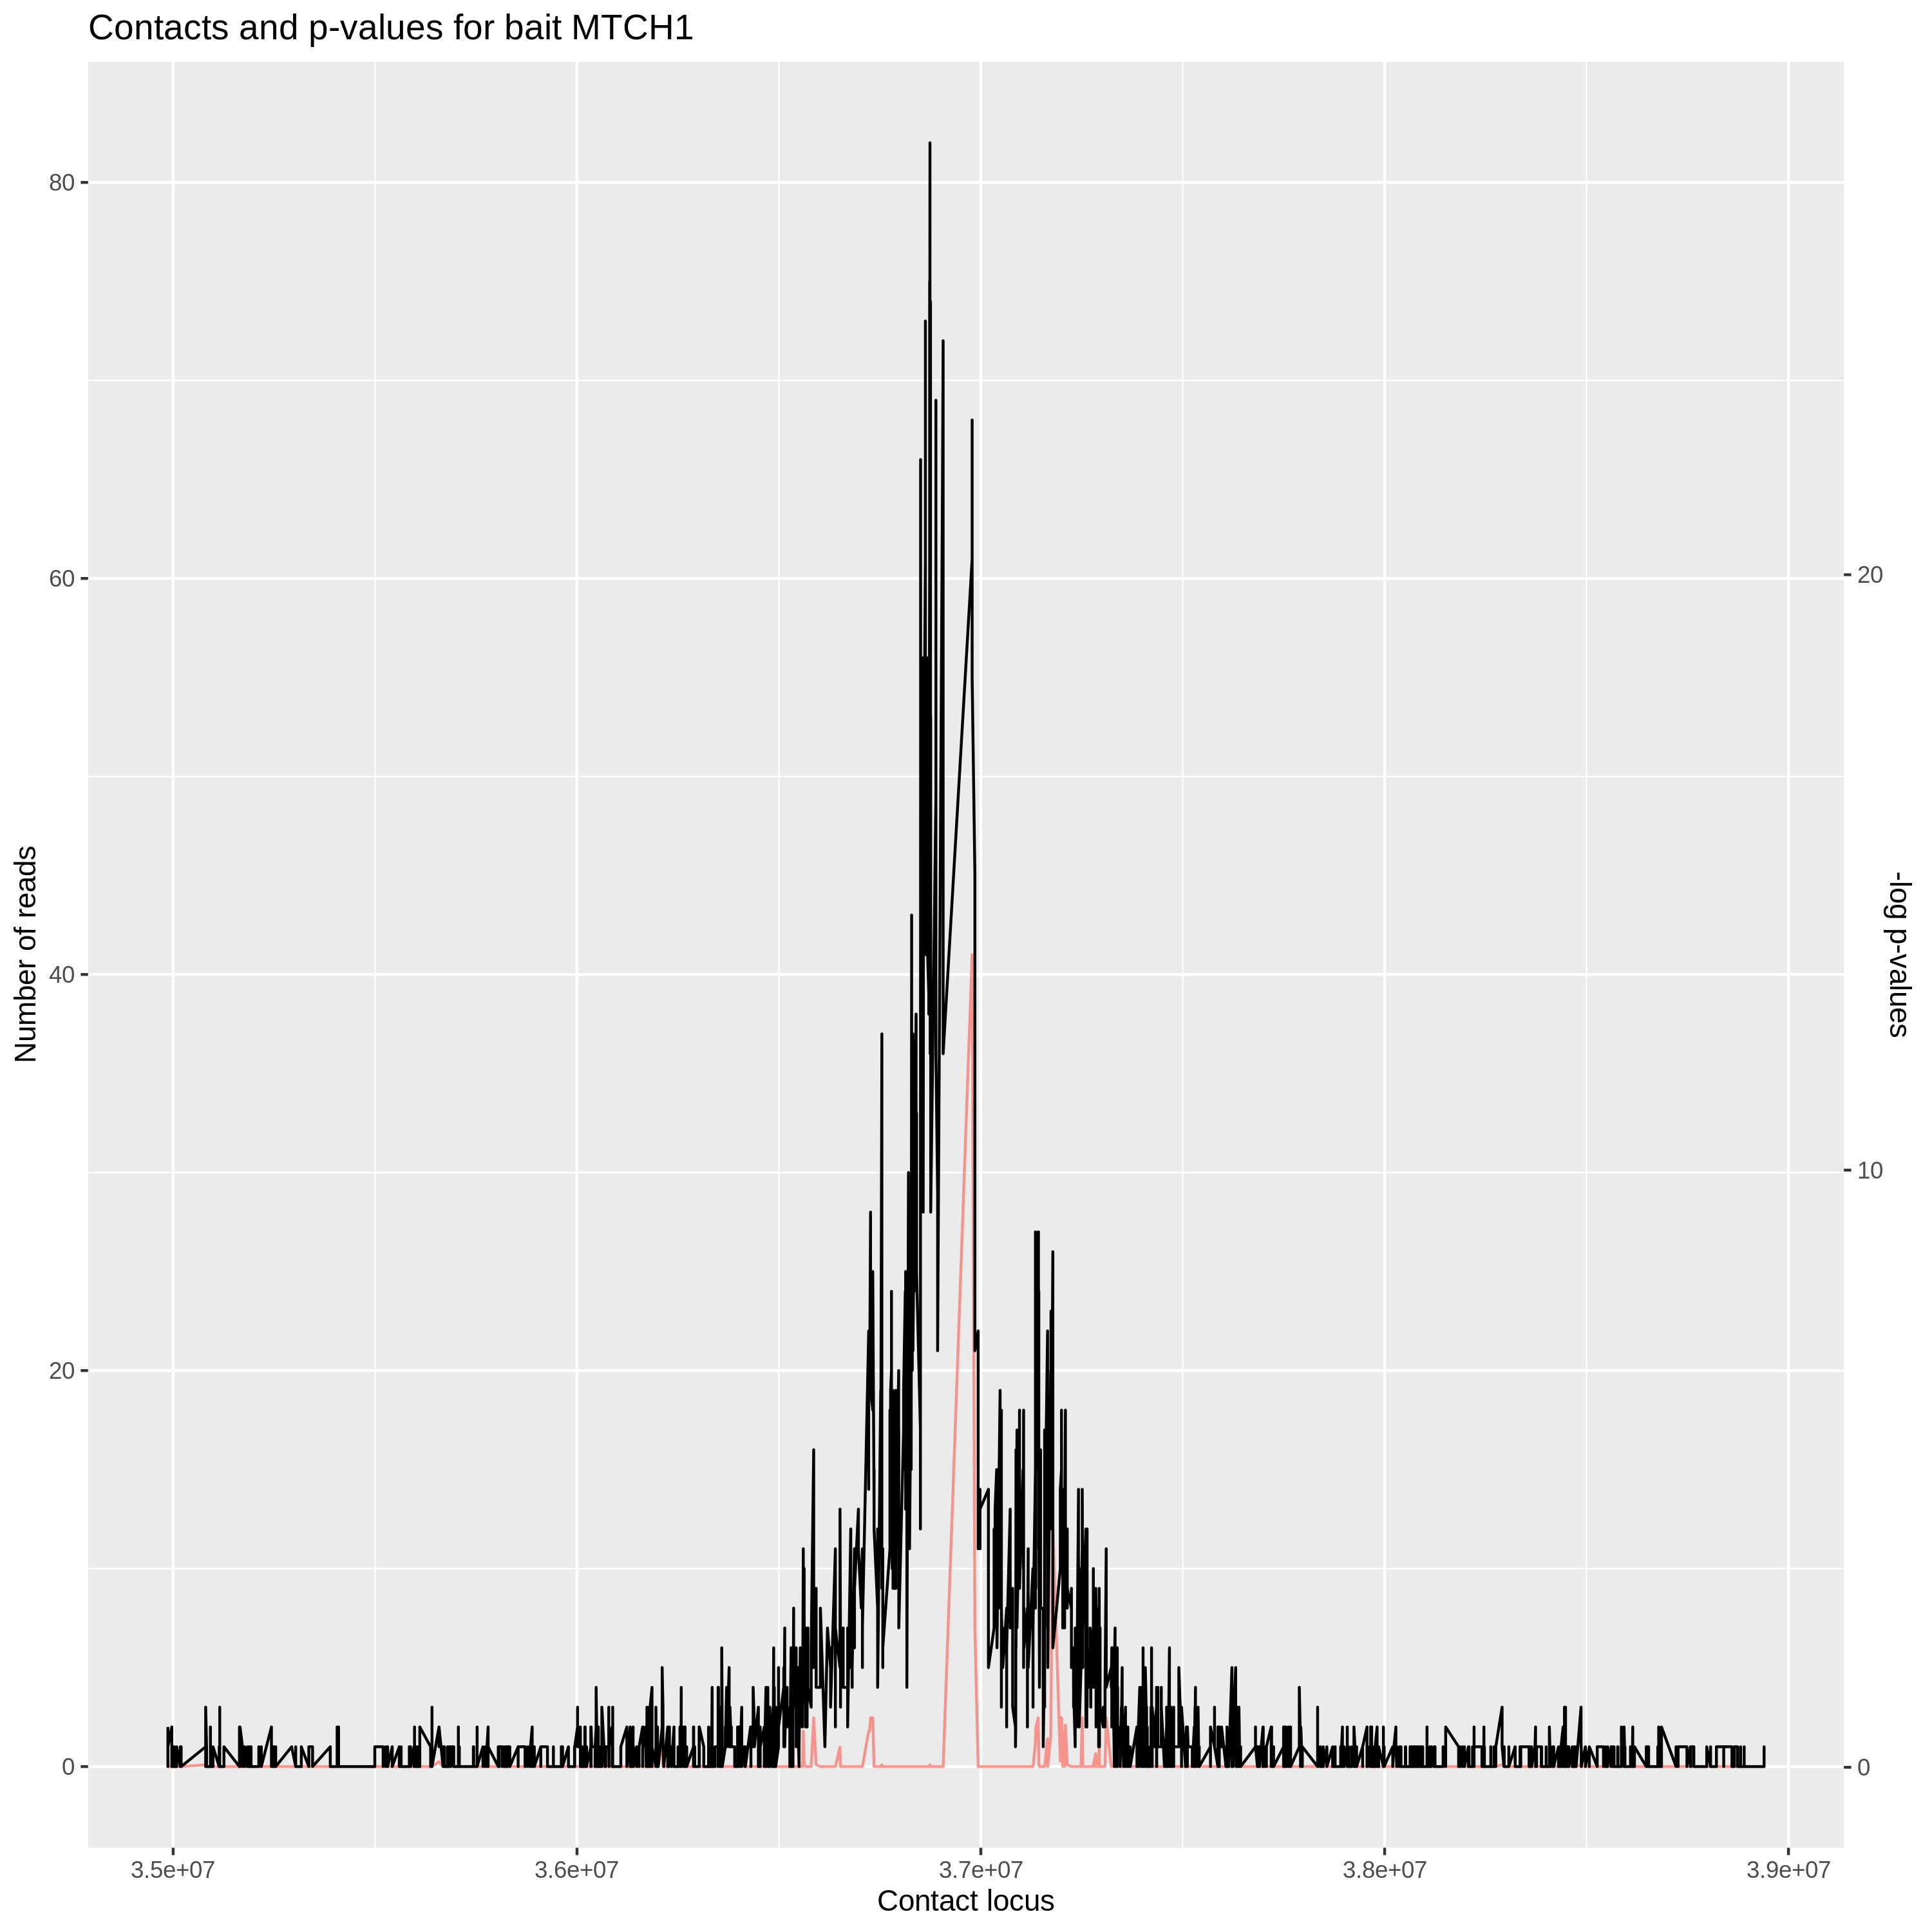 Contacts and p-values for bait MTCH1
80
60
40
20
0
Number of reads
20
10
0
-log p-values
3.5e+07
3.6e+07
3.7e+07
3.8e+07
3.9e+07
Contact locus